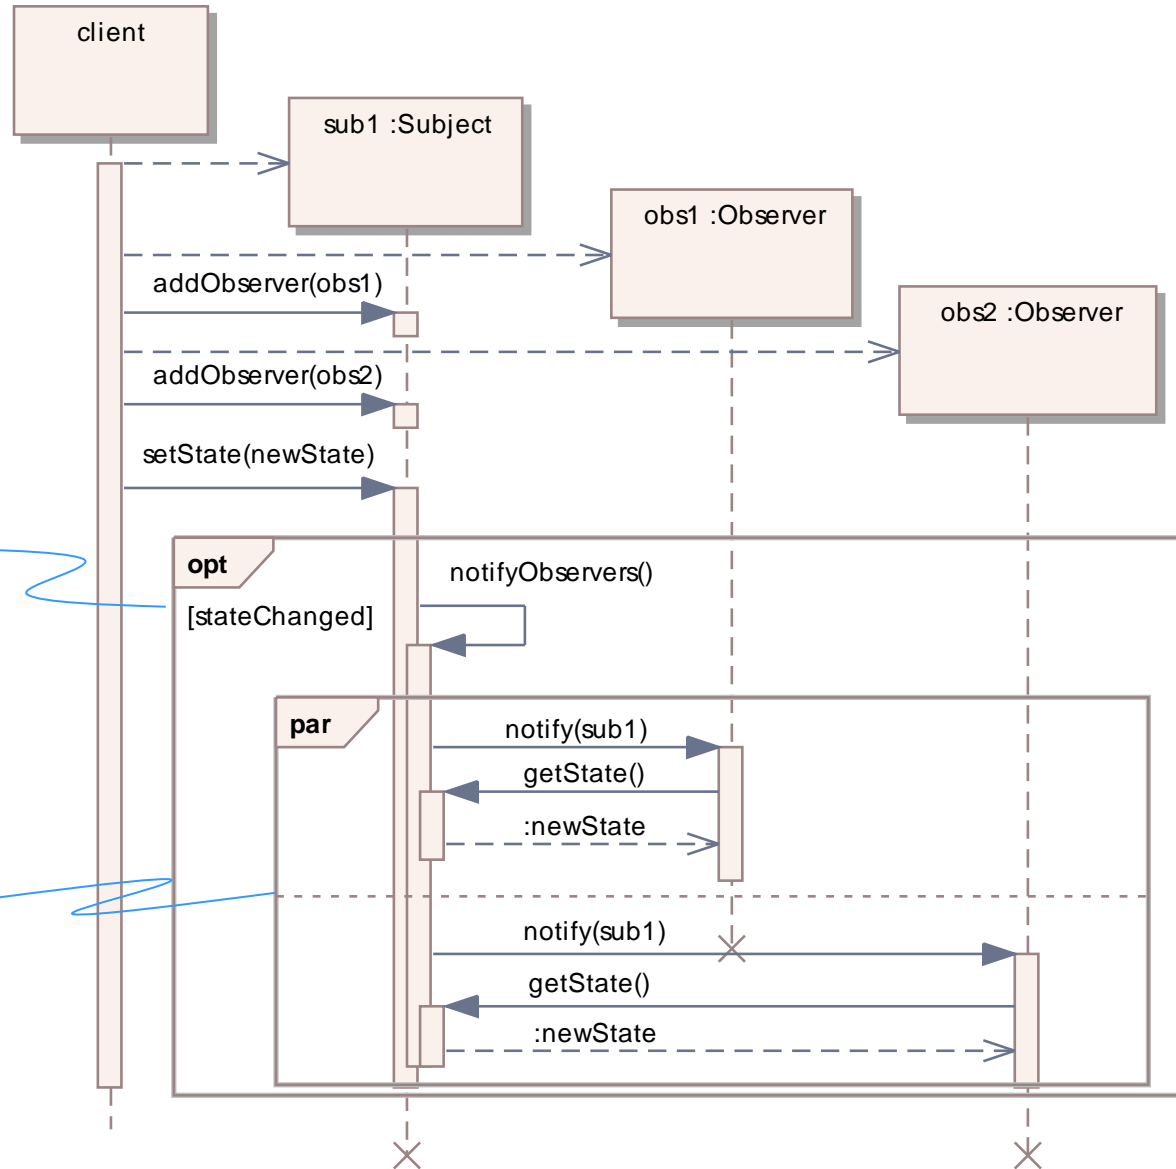 client
sub1 :Subject
obs1 :Observer
addObserver(obs1)
obs2 :Observer
addObserver(obs2)
setState(newState)
opt
notifyObservers()
[stateChanged]
par
notify(sub1)
getState()
:newState
notify(sub1)
getState()
:newState